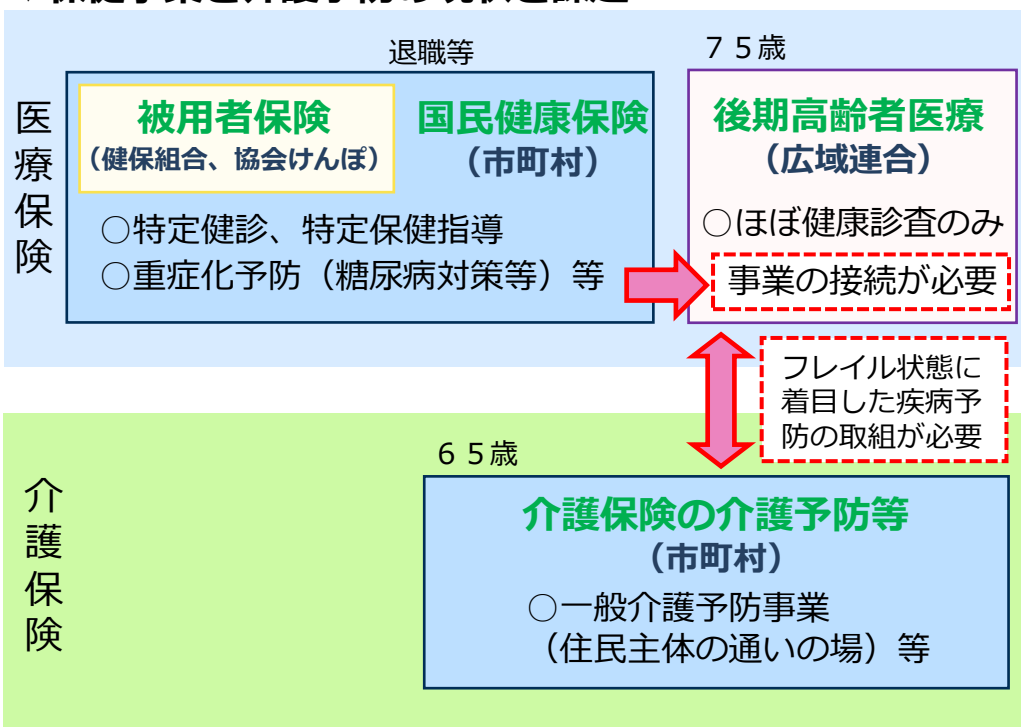 退職等
７５歳
医療保険
被用者保険
（健保組合、協会けんぽ）
国民健康保険
（市町村）
○特定健診、特定保健指導
○重症化予防（糖尿病対策等）等
後期高齢者医療
（広域連合）
○ほぼ健康診査のみ
事業の接続が必要
フレイル状態に
着目した疾病予
防の取組が必要
介護保険
６５歳
介護保険の介護予防等
（市町村）
○一般介護予防事業
（住民主体の通いの場）等